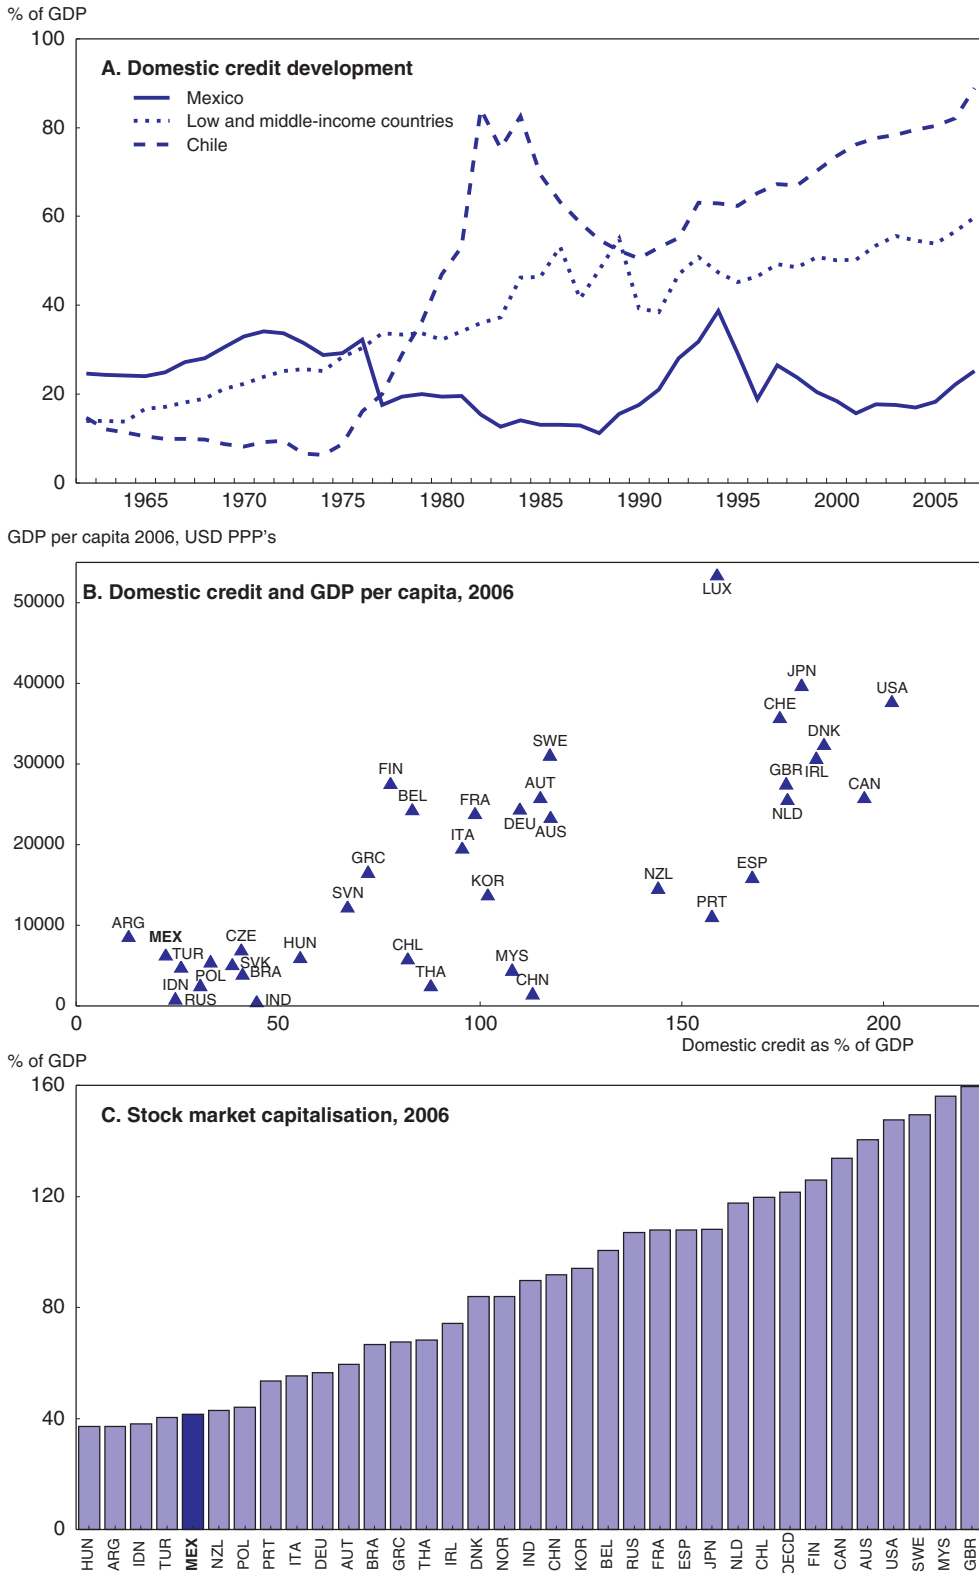 % of GDP
100
A. Domestic credit development
Mexico
Low and middle-income countries
Chile
80
60
40
20
0
1965 1970 1975 1980 1985 1990 1995 2000 2005
GDP per capita 2006, USD PPP's
B. Domestic credit and GDP per capita, 2006
50000
LUX
40000
JPN
USA
CHE
DNK
SWE
30000
FIN
GBR IRL
AUT
CAN
BEL
FRA
NLD
DEU
AUS
20000
ITA
GRC
ESP
NZL
KOR
SVN
PRT
10000
ARG
MEX
CZE
HUN
CHL
TUR
MYS
SVK
BRA
THA
POL
CHN
IDN
RUS
IND
0
0 50 100 150 200
Domestic credit as % of GDP
% of GDP
160
C. Stock market capitalisation, 2006
120
80
40
0
HUN ARG IDN TUR MEX NZL POL PRT ITA DEU AUT BRA GRC THA IRL DNK NOR IND CHN KOR BEL RUS FRA ESP JPN NLD CHL OECD FIN CAN AUS USA SWE MYS GBR